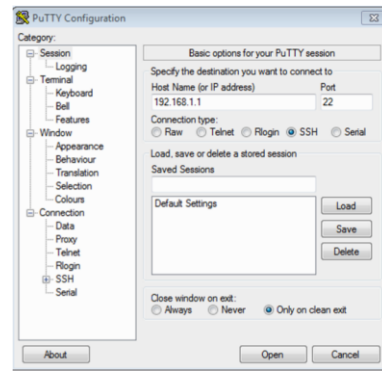 PuTTY Configuration
Category:
Session
Logging
Terminal
Keyboard
Bell
Features
Window
Appearance
Behaviour
Translation
Selection
Colours
Connection
Data
Proxy
Telnet
Rlogin
SSH
Serial
Basic options for your PuTTY session
Specify the destination you want to connect to
Host Name (or IP address) Port
192.168.1.1 22
Connection type:
Raw Telnet Rlogin SSH Serial
Load, save or delete a stored session
Saved Sessions
Default Settings
Load
Save
Delete
Close window on exit:
Always Never Only on clean exit
About Open Cancel